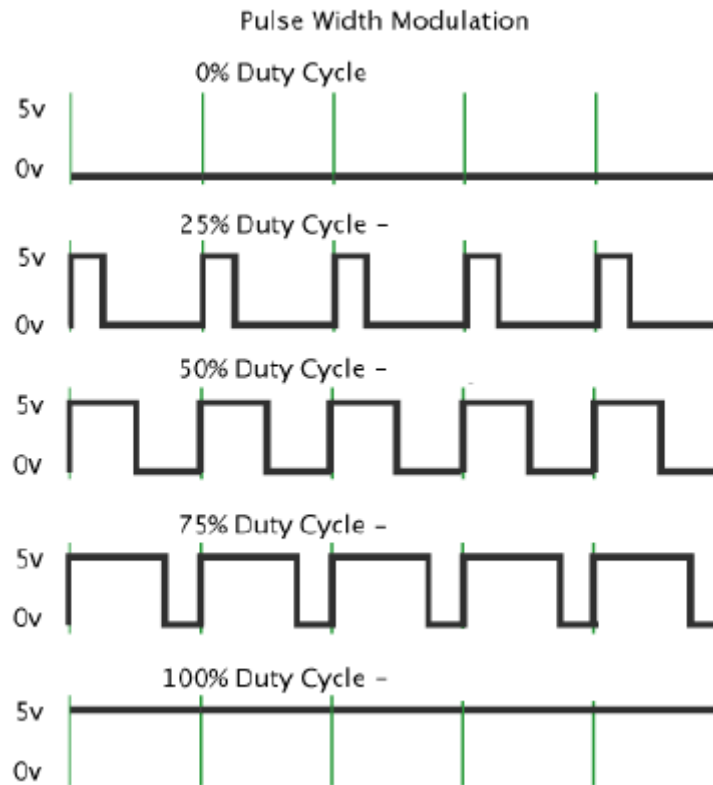 Pulse Width Modulation
0% Duty Cycle
5v
0v
25% Duty Cycle –
5v
0v
50% Duty Cycle –
5v
0v
75% Duty Cycle –
5v
0v
100% Duty Cycle –
5v
0v